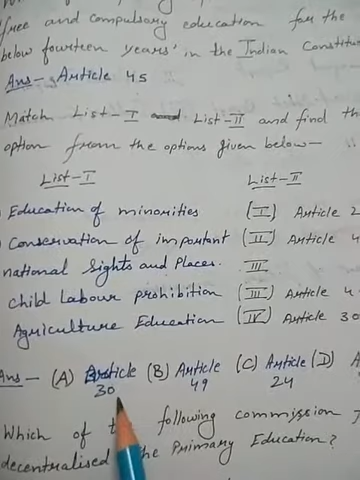 free and compulsory education for the
below fourteen years' in the Indian Constitu
Ans - Article 45
Match List-I and List-II and find th
option from the options given below-
List-I List-II
Education of minorities (I) Article 2
Conservation of important (II) Article 4
national Sights and Places. III
child Labour prohibition (III) Article 4
Agriculture Education (IV) Article 30
Ans - (A) Article 30 (B) Article 49 (C) Article 24 (D) A
Which of t following commission
decentralised the Primary Education?